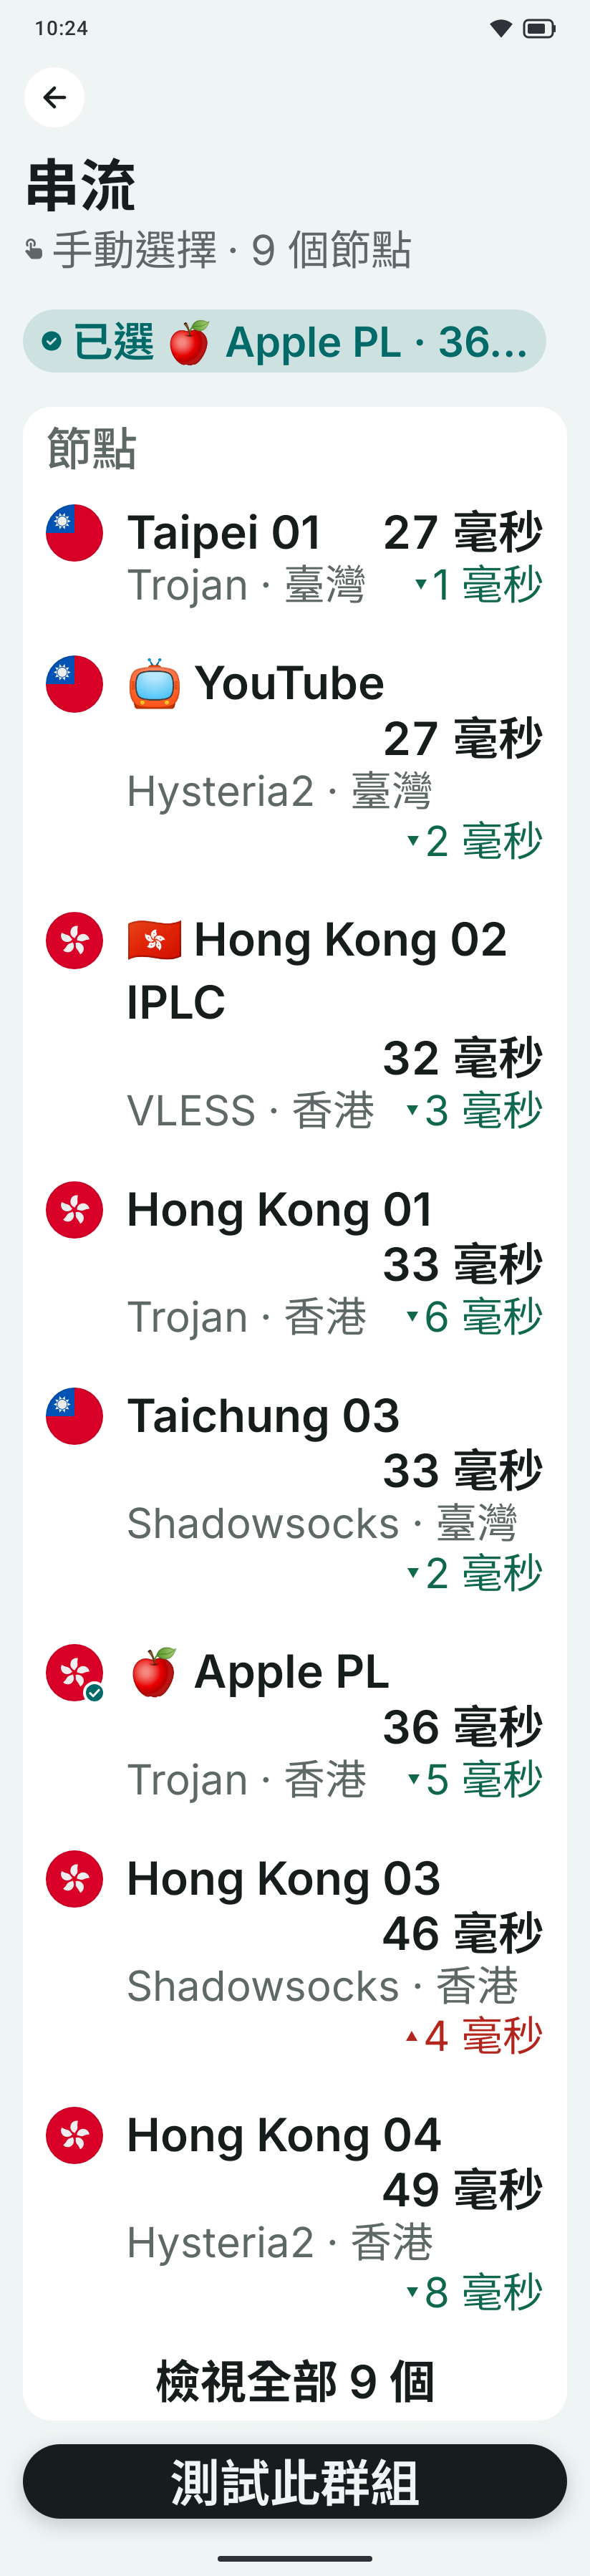 10:24
串流
手動選擇 · 9 個節點
已選 🍎 Apple PL · 36...
節點
Taipei 01 27 毫秒
Trojan · 臺灣 ▼1 毫秒
📺 YouTube
27 毫秒
Hysteria2 · 臺灣
▼2 毫秒
🇭🇰 Hong Kong 02
IPLC
32 毫秒
VLESS · 香港 ▼3 毫秒
Hong Kong 01
33 毫秒
Trojan · 香港 ▼6 毫秒
Taichung 03
33 毫秒
Shadowsocks · 臺灣
▼2 毫秒
🍎 Apple PL
36 毫秒
Trojan · 香港 ▼5 毫秒
Hong Kong 03
46 毫秒
Shadowsocks · 香港
▲4 毫秒
Hong Kong 04
49 毫秒
Hysteria2 · 香港
▼8 毫秒
檢視全部 9 個
測試此群組